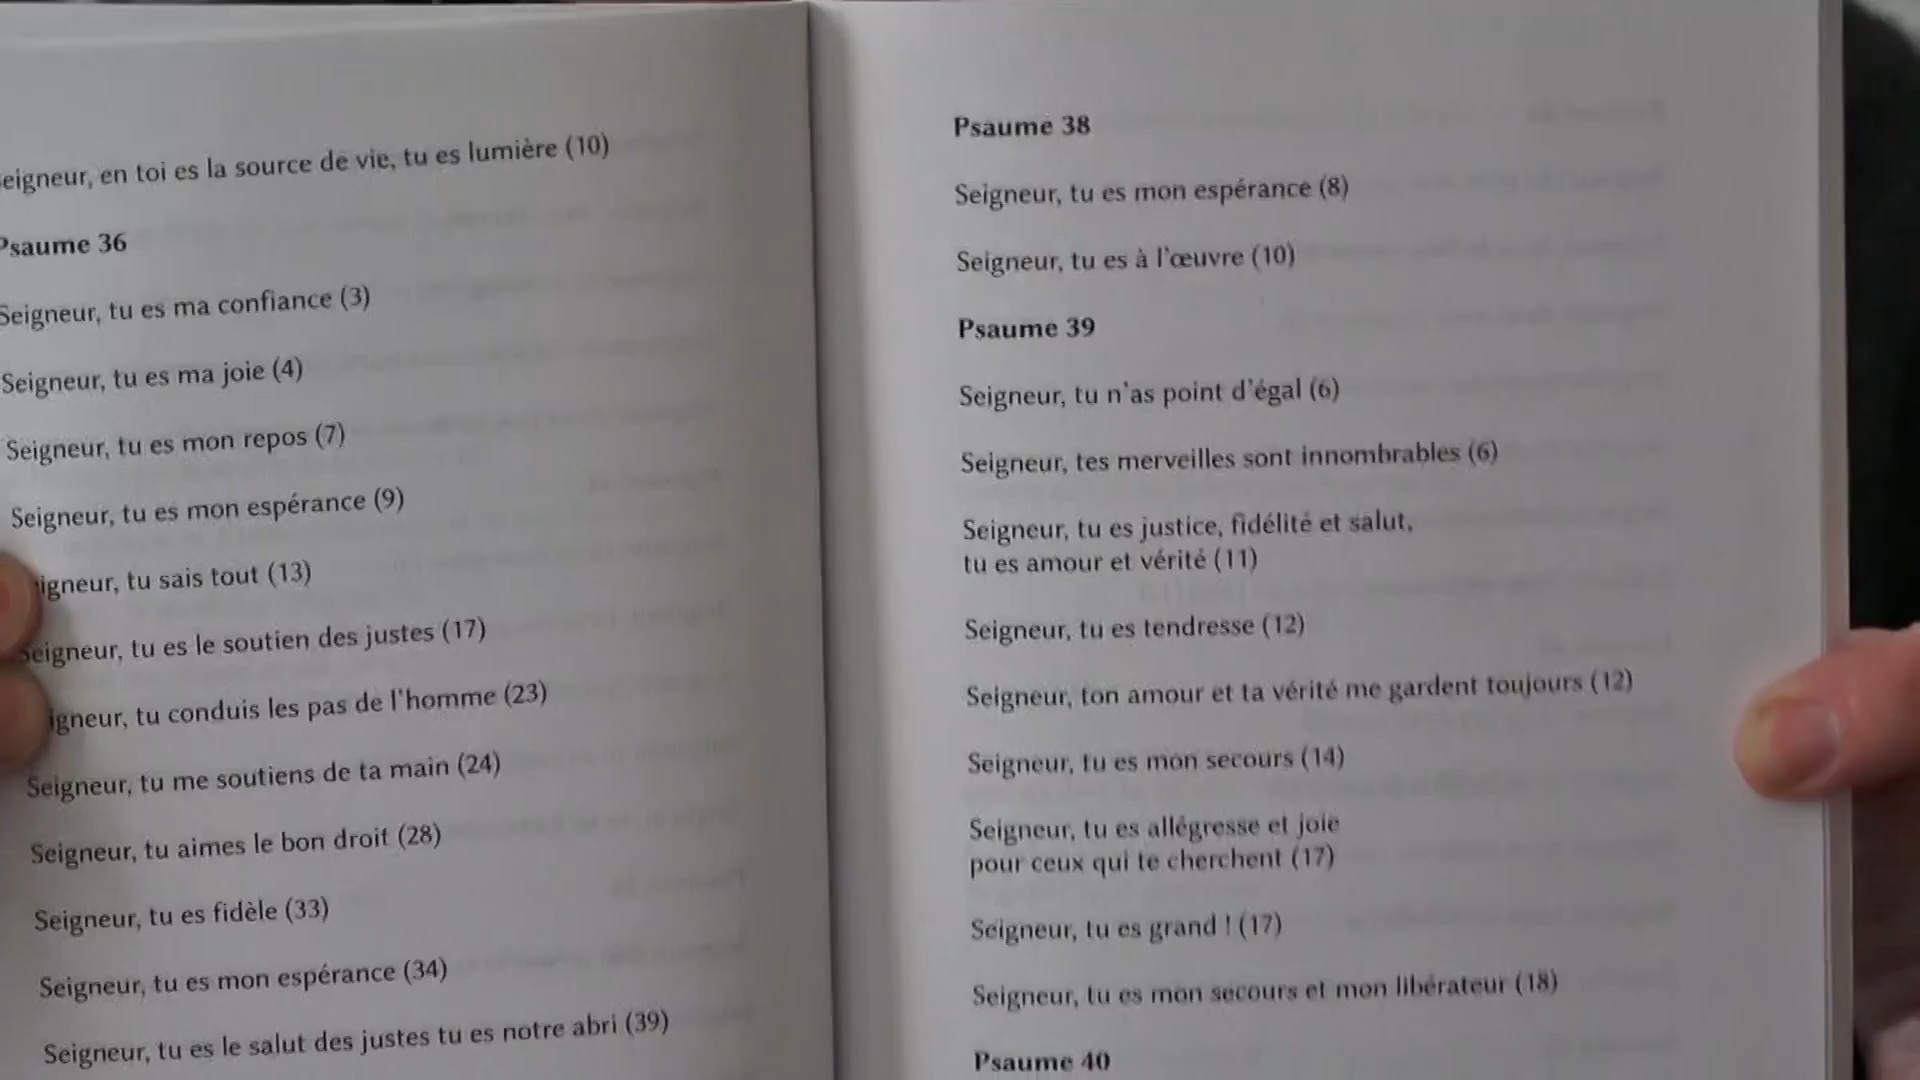 eigneur, en toi es la source de vie, tu es lumière (10)
Psaume 36
Seigneur, tu es ma confiance (3)
Seigneur, tu es ma joie (4)
Seigneur, tu es mon repos (7)
Seigneur, tu es mon espérance (9)
igneur, tu sais tout (13)
Seigneur, tu es le soutien des justes (17)
igneur, tu conduis les pas de l'homme (23)
Seigneur, tu me soutiens de ta main (24)
Seigneur, tu aimes le bon droit (28)
Seigneur, tu es fidèle (33)
Seigneur, tu es mon espérance (34)
Seigneur, tu es le salut des justes tu es notre abri (39)
Psaume 38
Seigneur, tu es mon espérance (8)
Seigneur, tu es à l'œuvre (10)
Psaume 39
Seigneur, tu n'as point d'égal (6)
Seigneur, tes merveilles sont innombrables (6)
Seigneur, tu es justice, fidélité et salut,
tu es amour et vérité (11)
Seigneur, tu es tendresse (12)
Seigneur, ton amour et ta vérité me gardent toujours (12)
Seigneur, tu es mon secours (14)
Seigneur, tu es allégresse et joie
pour ceux qui te cherchent (17)
Seigneur, tu es grand ! (17)
Seigneur, tu es mon secours et mon libérateur (18)
Psaume 40